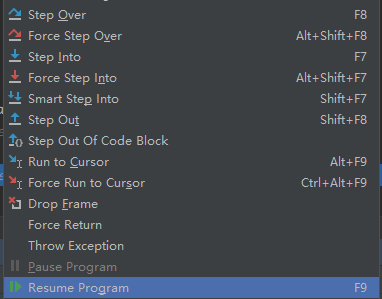 Step Over F8
Force Step Over Alt+Shift+F8
Step Into F7
Force Step Into Alt+Shift+F7
Smart Step Into Shift+F7
Step Out Shift+F8
Step Out Of Code Block
Run to Cursor Alt+F9
Force Run to Cursor Ctrl+Alt+F9
Drop Frame
Force Return
Throw Exception
Pause Program
Resume Program F9